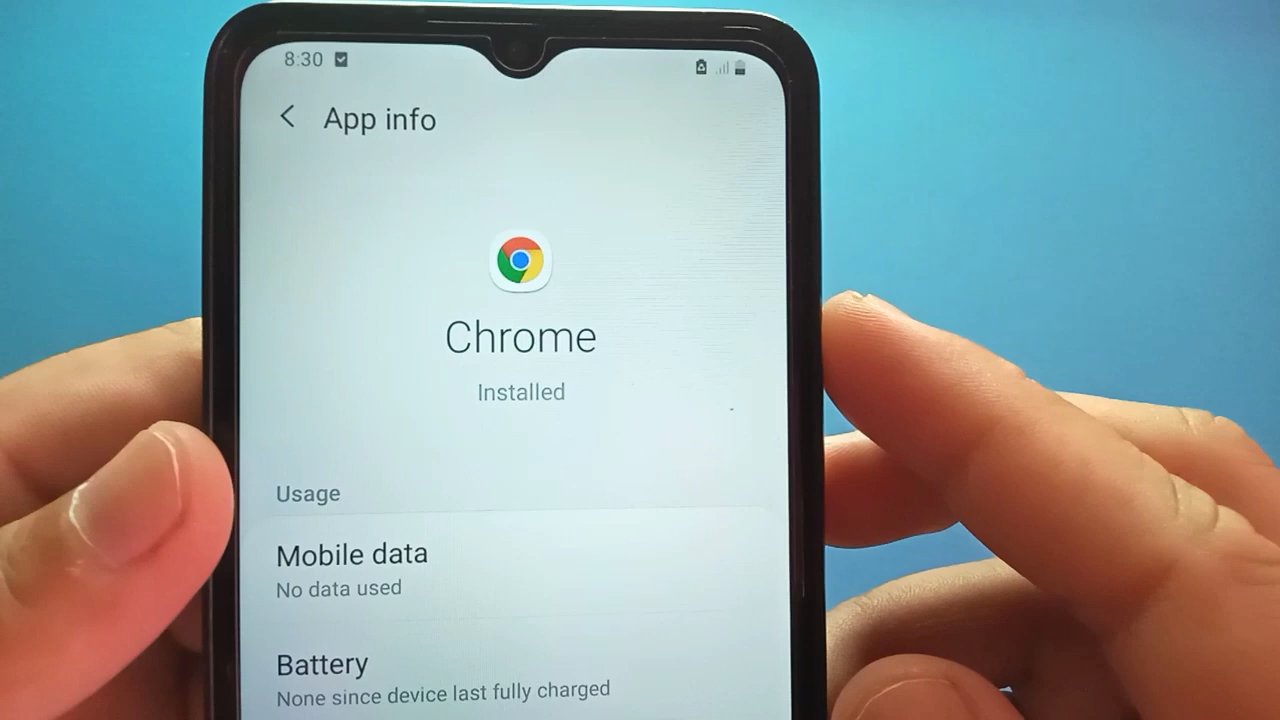 8:30
App info
Chrome
Installed
Usage
Mobile data
No data used
Battery
None since device last fully charged